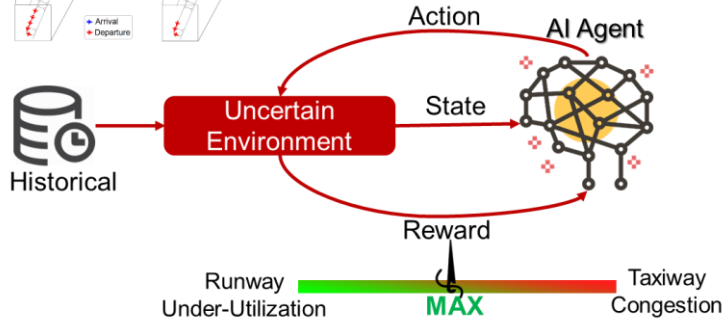 Arrival
Departure
Action
AI Agent
Uncertain
Environment
State
Historical
Reward
Runway
Under-Utilization
MAX
Taxiway
Congestion